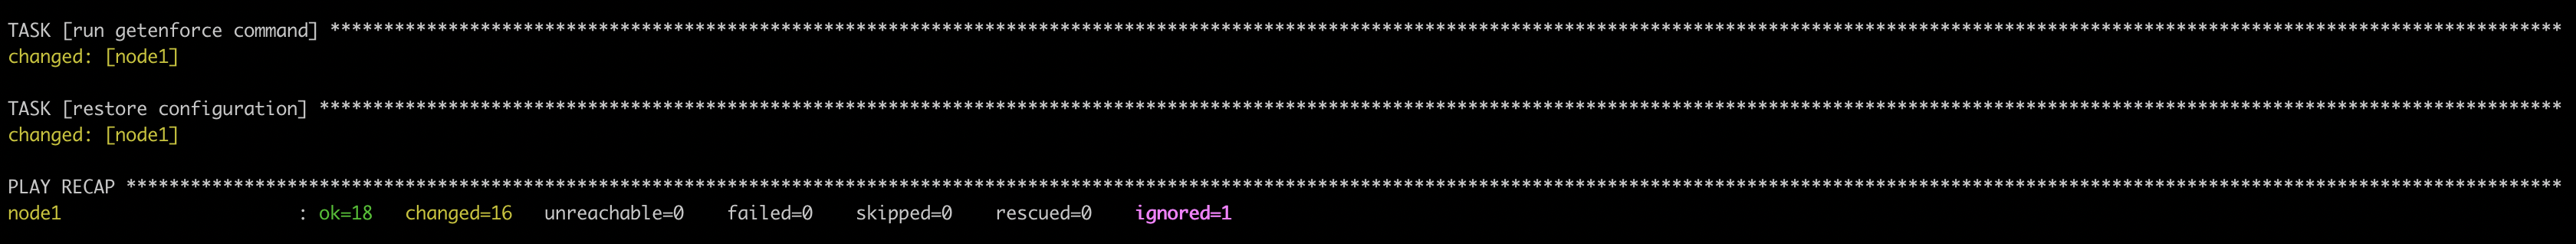 TASK [run getenforce command] ****************************************************************************************************************************************************************************************************************
changed: [node1]
TASK [restore configuration] *****************************************************************************************************************************************************************************************************************
changed: [node1]
PLAY RECAP ***********************************************************************************************************************************************************************************************************************************
node1                      : ok=18   changed=16   unreachable=0    failed=0    skipped=0    rescued=0    ignored=1